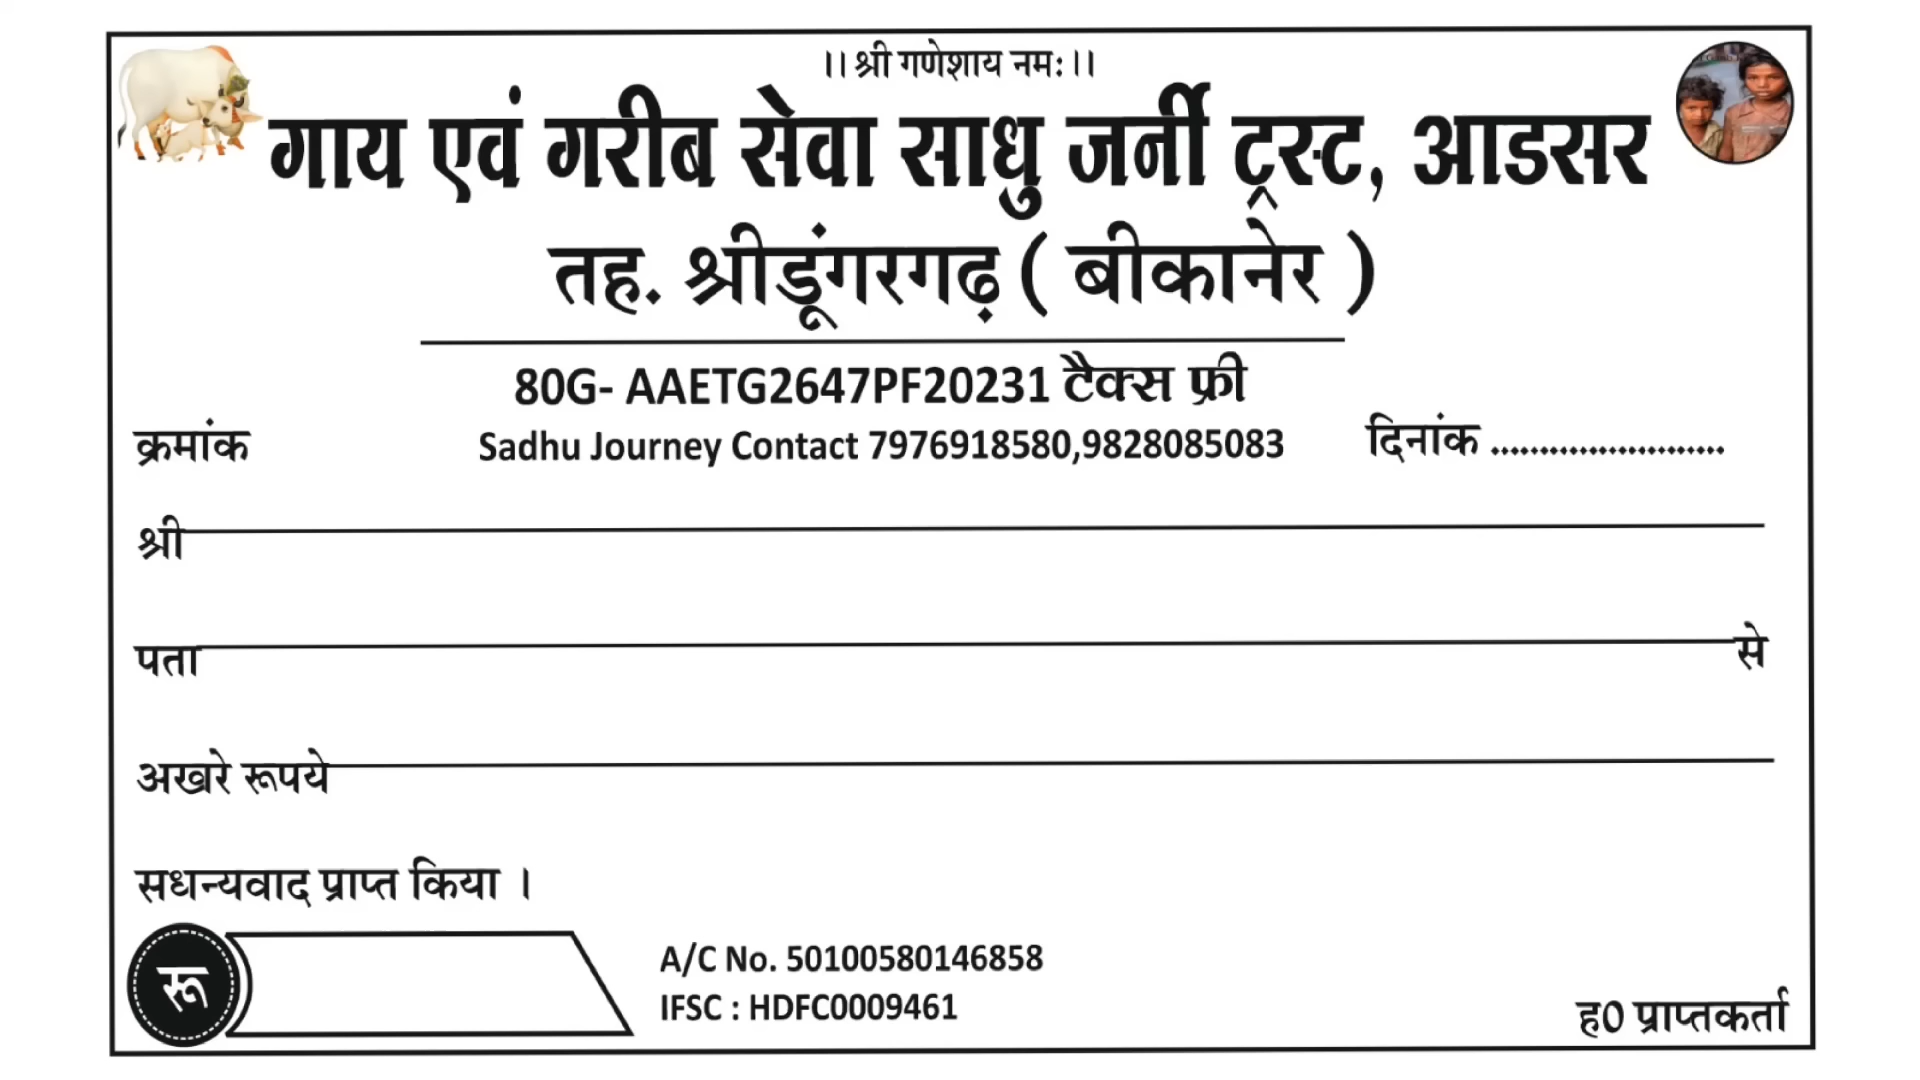 ।। श्री गणेशाय नमः ।।
गाय एवं गरीब सेवा साधु जर्नी ट्रस्ट, आडसर
तह. श्रीडूंगरगढ़ ( बीकानेर )
80G- AAETG2647PF20231 टैक्स फ्री
क्रमांक Sadhu Journey Contact 7976918580,9828085083 दिनांक ........................
श्री
पता से
अखरे रूपये
सधन्यवाद प्राप्त किया ।
रू
A/C No. 50100580146858
IFSC : HDFC0009461
ह0 प्राप्तकर्ता